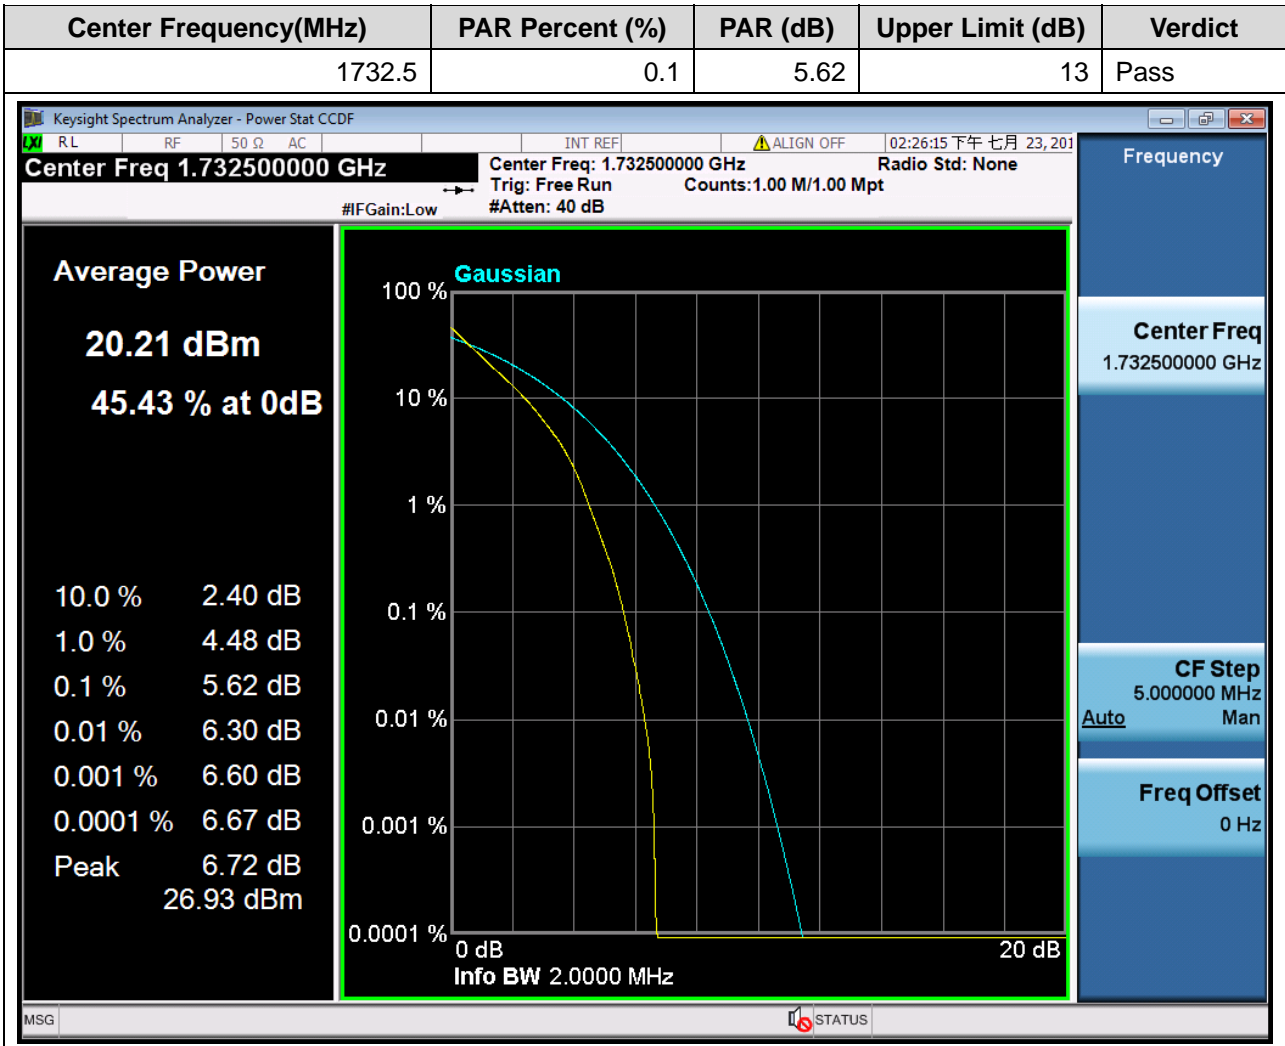 Center Frequency(MHz) PAR Percent (%) PAR (dB) Upper Limit (dB) Verdict
1732.5 0.1 5.62 13 Pass
Keysight Spectrum Analyzer - Power Stat CCDF
LXI RL RF 50 Ω AC INT REF ALIGN OFF 02:26:15 下午 七月 23, 201
Center Freq 1.732500000 GHz
Center Freq: 1.732500000 GHz Radio Std: None
Trig: Free Run Counts:1.00 M/1.00 Mpt
#IFGain:Low #Atten: 40 dB
Average Power
20.21 dBm
45.43 % at 0dB
10.0 % 2.40 dB
1.0 % 4.48 dB
0.1 % 5.62 dB
0.01 % 6.30 dB
0.001 % 6.60 dB
0.0001 % 6.67 dB
Peak 6.72 dB
26.93 dBm
Gaussian
100 %
10 %
1 %
0.1 %
0.01 %
0.001 %
0.0001 %
0 dB 20 dB
Info BW 2.0000 MHz
Frequency
Center Freq
1.732500000 GHz
CF Step
5.000000 MHz
Auto Man
Freq Offset
0 Hz
MSG STATUS